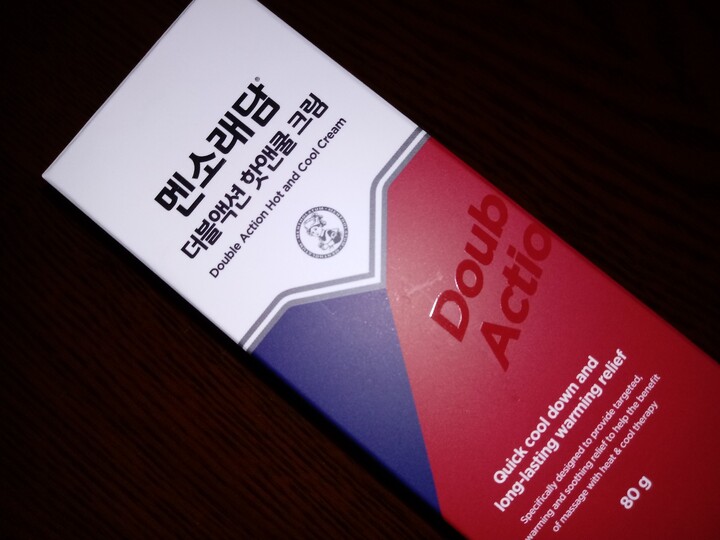 멘소래담®
더블액션 핫앤쿨 크림
Double Action Hot and Cool Cream
Doub
Actio
Quick cool down and
long-lasting warming relief
Specifically designed to provide targeted,
warming and soothing relief to help the benefit
of massage with heat & cool therapy
80 g